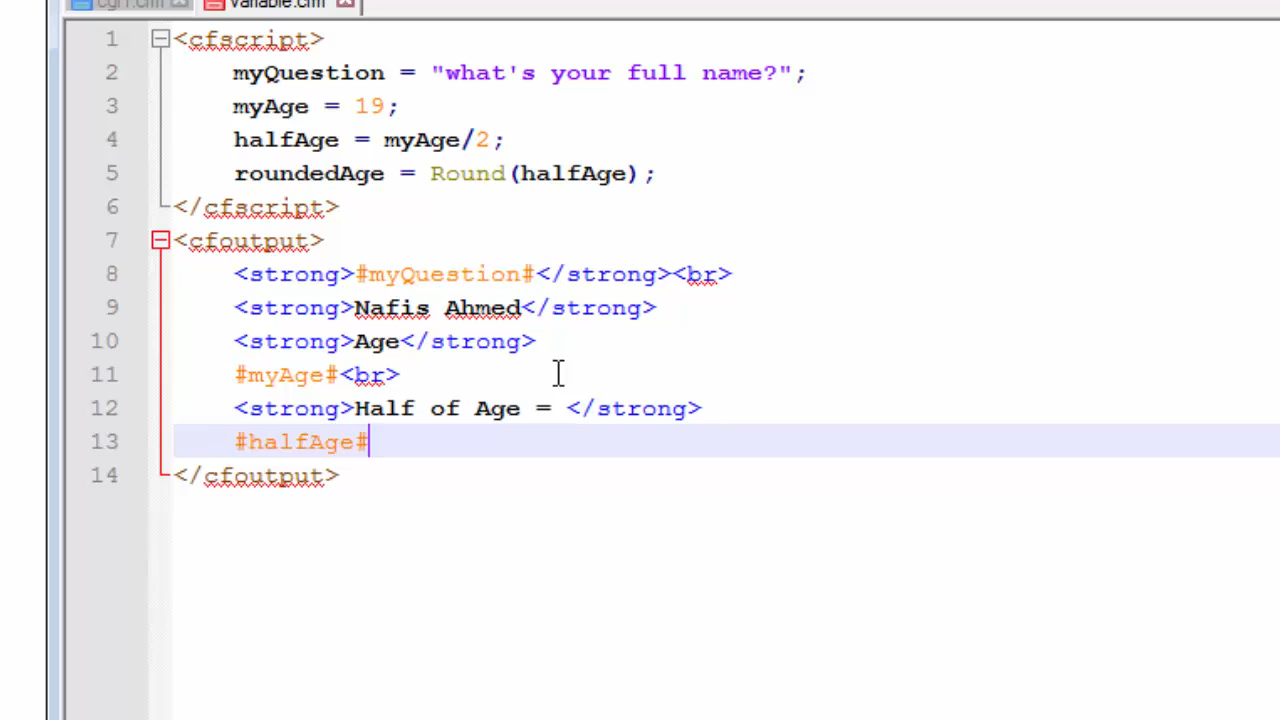 variable.cfm
1 <cfscript>
2 myQuestion = "what's your full name?";
3 myAge = 19;
4 halfAge = myAge/2;
5 roundedAge = Round(halfAge);
6 </cfscript>
7 <cfoutput>
8 <strong>#myQuestion#</strong><br>
9 <strong>Nafis Ahmed</strong>
10 <strong>Age</strong>
11 #myAge#<br>
12 <strong>Half of Age = </strong>
13 #halfAge#
14 </cfoutput>